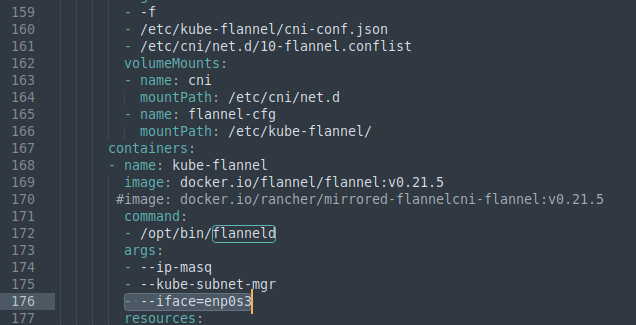 159 - -f
160 - /etc/kube-flannel/cni-conf.json
161 - /etc/cni/net.d/10-flannel.conflist
162 volumeMounts:
163 - name: cni
164 mountPath: /etc/cni/net.d
165 - name: flannel-cfg
166 mountPath: /etc/kube-flannel/
167 containers:
168 - name: kube-flannel
169 image: docker.io/flannel/flannel:v0.21.5
170 #image: docker.io/rancher/mirrored-flannelcni-flannel:v0.21.5
171 command:
172 - /opt/bin/flanneld
173 args:
174 - --ip-masq
175 - --kube-subnet-mgr
176 - --iface=enp0s3
177 resources: